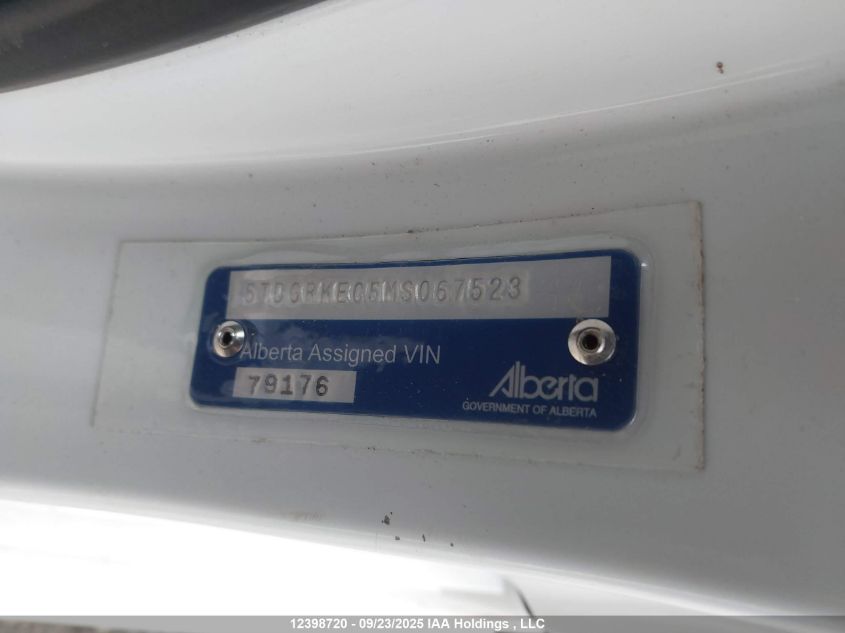 5TDGRKEC5MS067523
Alberta Assigned VIN
79176
Alberta
GOVERNMENT OF ALBERTA
12398720 - 09/23/2025 IAA Holdings , LLC